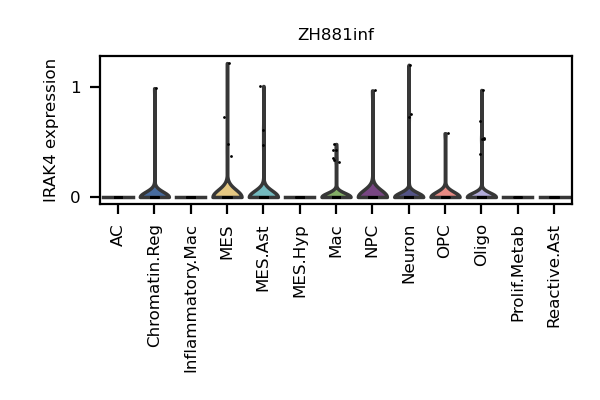 ZH881inf
IRAK4 expression
1
0
AC
Chromatin.Reg
Inflammatory.Mac
MES
MES.Ast
MES.Hyp
Mac
NPC
Neuron
OPC
Oligo
Prolif.Metab
Reactive.Ast